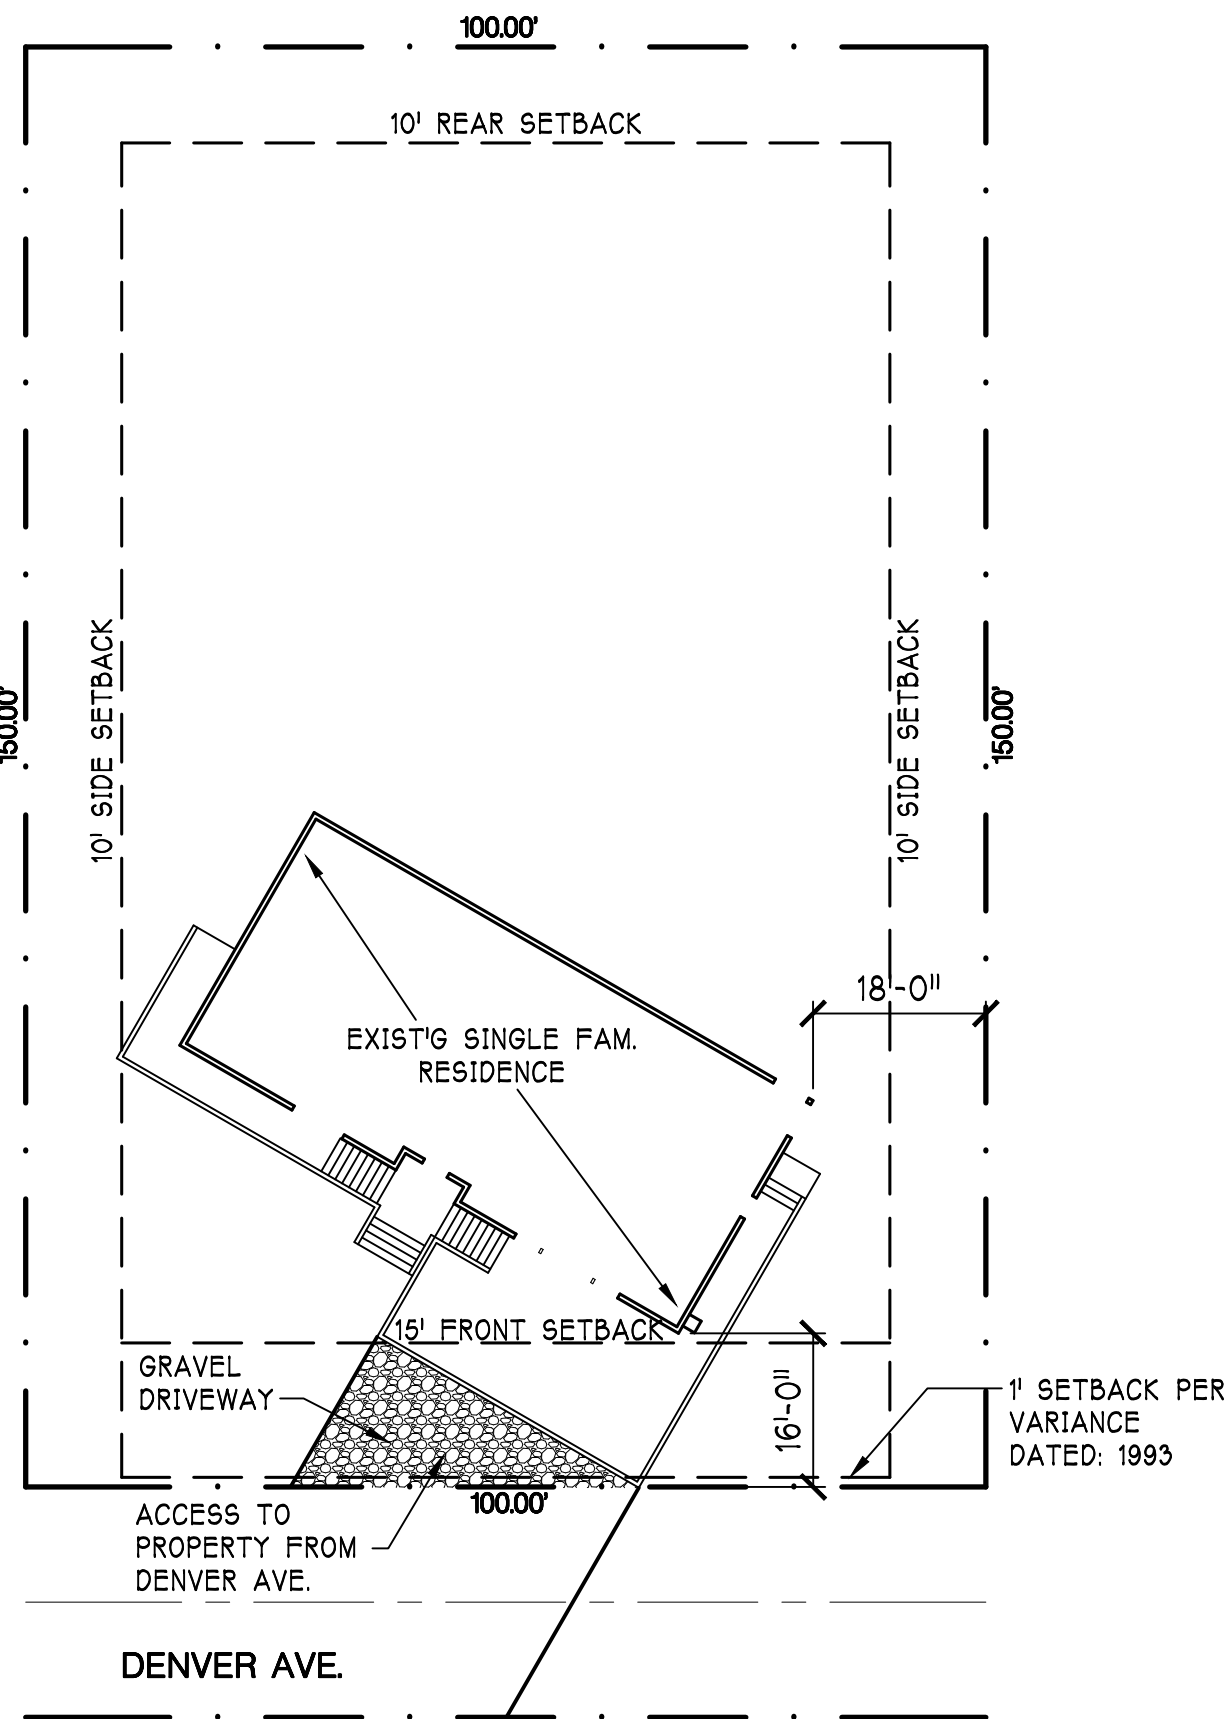 100.00'
10' REAR SETBACK
150.00'
10' SIDE SETBACK
10' SIDE SETBACK
150.00'
18'-0"
EXIST'G SINGLE FAM.
RESIDENCE
15' FRONT SETBACK
GRAVEL
DRIVEWAY
16'-0"
1' SETBACK PER
VARIANCE
DATED: 1993
100.00'
ACCESS TO
PROPERTY FROM
DENVER AVE.
DENVER AVE.